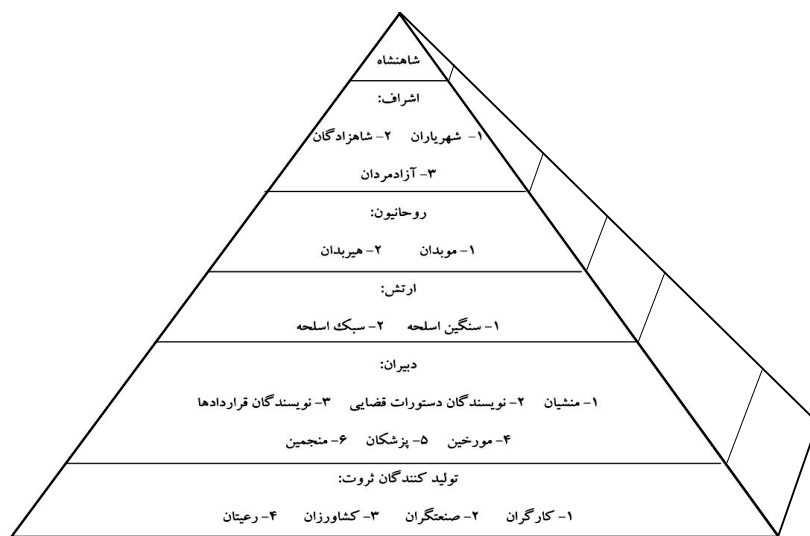 شاهنشاه
اشراف:
۱- شهریاران ۲- شاهزادگان
۳- آزادمردان
روحانیون:
۱- موبدان ۲- هیربدان
ارتش:
۱- سنگین اسلحه ۲- سبک اسلحه
دبیران:
۱- منشیان ۲- نویسندگان دستورات قضایی ۳- نویسندگان قراردادها
۴- مورخین ۵- پزشکان ۶- منجمین
تولید کنندگان ثروت:
۱- کارگران ۲- صنعتگران ۳- کشاورزان ۴- رعیتان